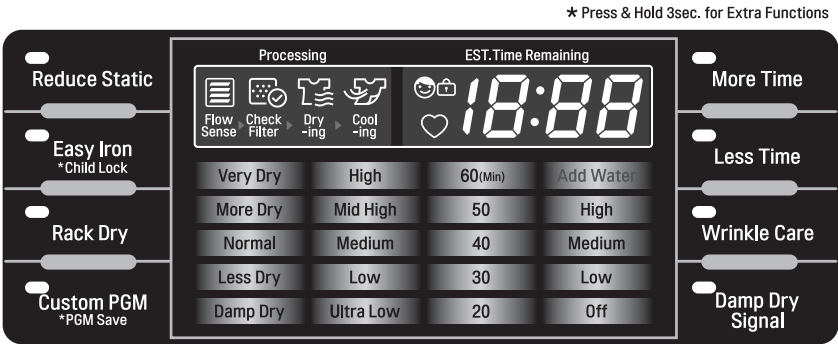 * Press & Hold 3sec. for Extra Functions
Reduce Static
Easy Iron
*Child Lock
Rack Dry
Custom PGM
*PGM Save
Processing
EST.Time Remaining
Flow
Sense
Check
Filter
Dry
-ing
Cool
-ing
18:88
Very Dry High 60(Min) Add Water
More Dry Mid High 50 High
Normal Medium 40 Medium
Less Dry Low 30 Low
Damp Dry Ultra Low 20 Off
More Time
Less Time
Wrinkle Care
Damp Dry
Signal